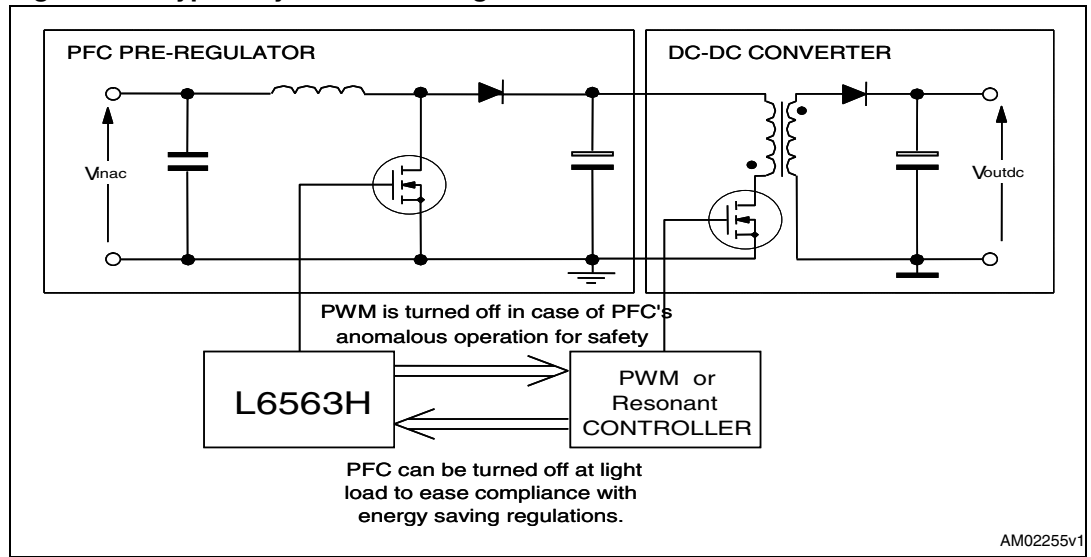 PFC PRE-REGULATOR
DC-DC CONVERTER
Vinac
Voutdc
PWM is turned off in case of PFC's
anomalous operation for safety
L6563H
PWM or
Resonant
CONTROLLER
PFC can be turned off at light
load to ease compliance with
energy saving regulations.
AM02255v1